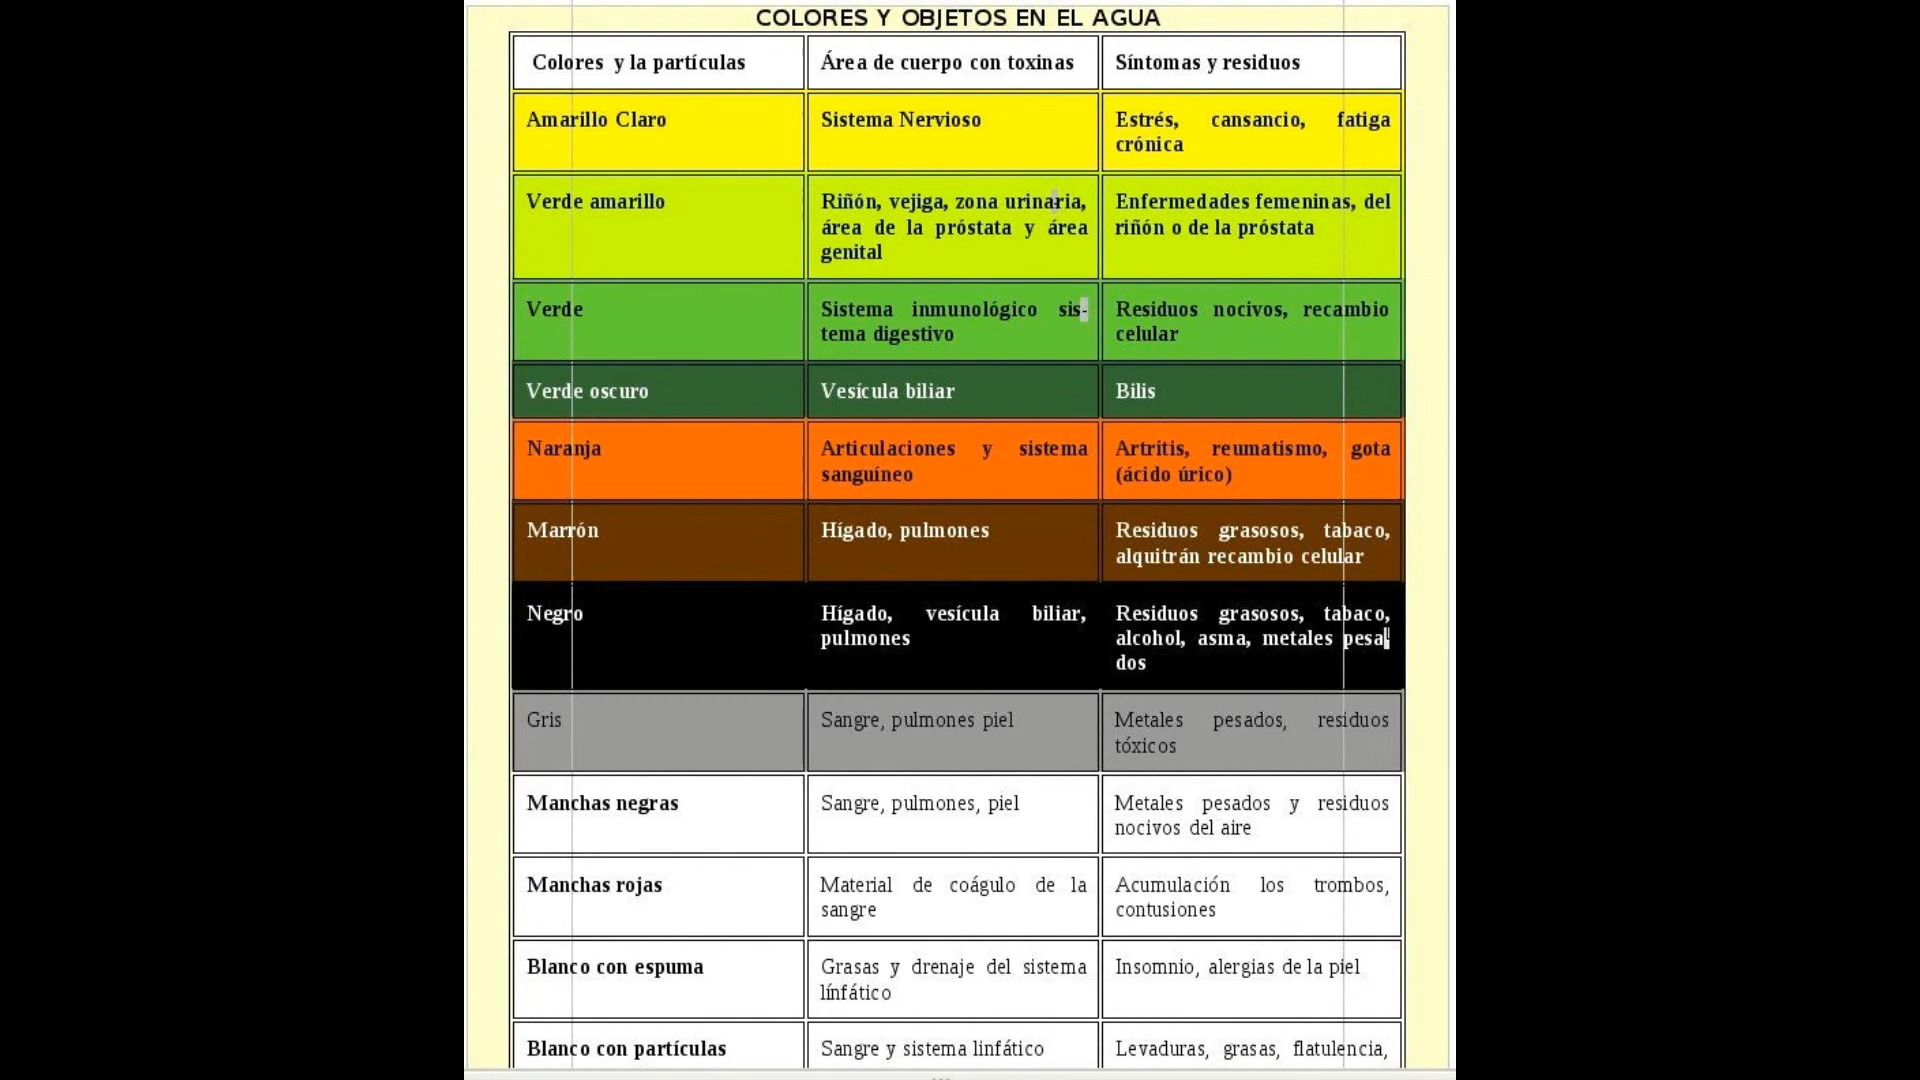 COLORES Y OBJETOS EN EL AGUA
Colores y la partículas
Área de cuerpo con toxinas
Síntomas y residuos
Amarillo Claro
Sistema Nervioso
Estrés, cansancio, fatiga
crónica
Verde amarillo
Riñón, vejiga, zona urinaria,
área de la próstata y área
genital
Enfermedades femeninas, del
riñón o de la próstata
Verde
Sistema inmunológico sis-
tema digestivo
Residuos nocivos, recambio
celular
Verde oscuro
Vesícula biliar
Bilis
Naranja
Articulaciones y sistema
sanguíneo
Artritis, reumatismo, gota
(ácido úrico)
Marrón
Hígado, pulmones
Residuos grasosos, tabaco,
alquitrán recambio celular
Negro
Hígado, vesícula biliar,
pulmones
Residuos grasosos, tabaco,
alcohol, asma, metales pesa-
dos
Gris
Sangre, pulmones piel
Metales pesados, residuos
tóxicos
Manchas negras
Sangre, pulmones, piel
Metales pesados y residuos
nocivos del aire
Manchas rojas
Material de coágulo de la
sangre
Acumulación los trombos,
contusiones
Blanco con espuma
Grasas y drenaje del sistema
línfático
Insomnio, alergias de la piel
Blanco con partículas
Sangre y sistema linfático
Levaduras, grasas, flatulencia,